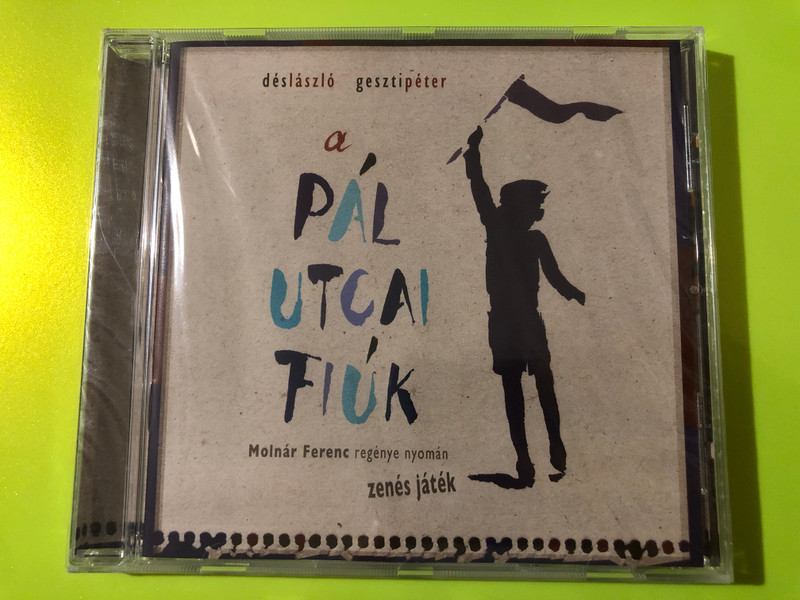 déslászló gesztipéter
a
PÁL
UTCAI
FIÚK
Molnár Ferenc regénye nyomán
zenés játék